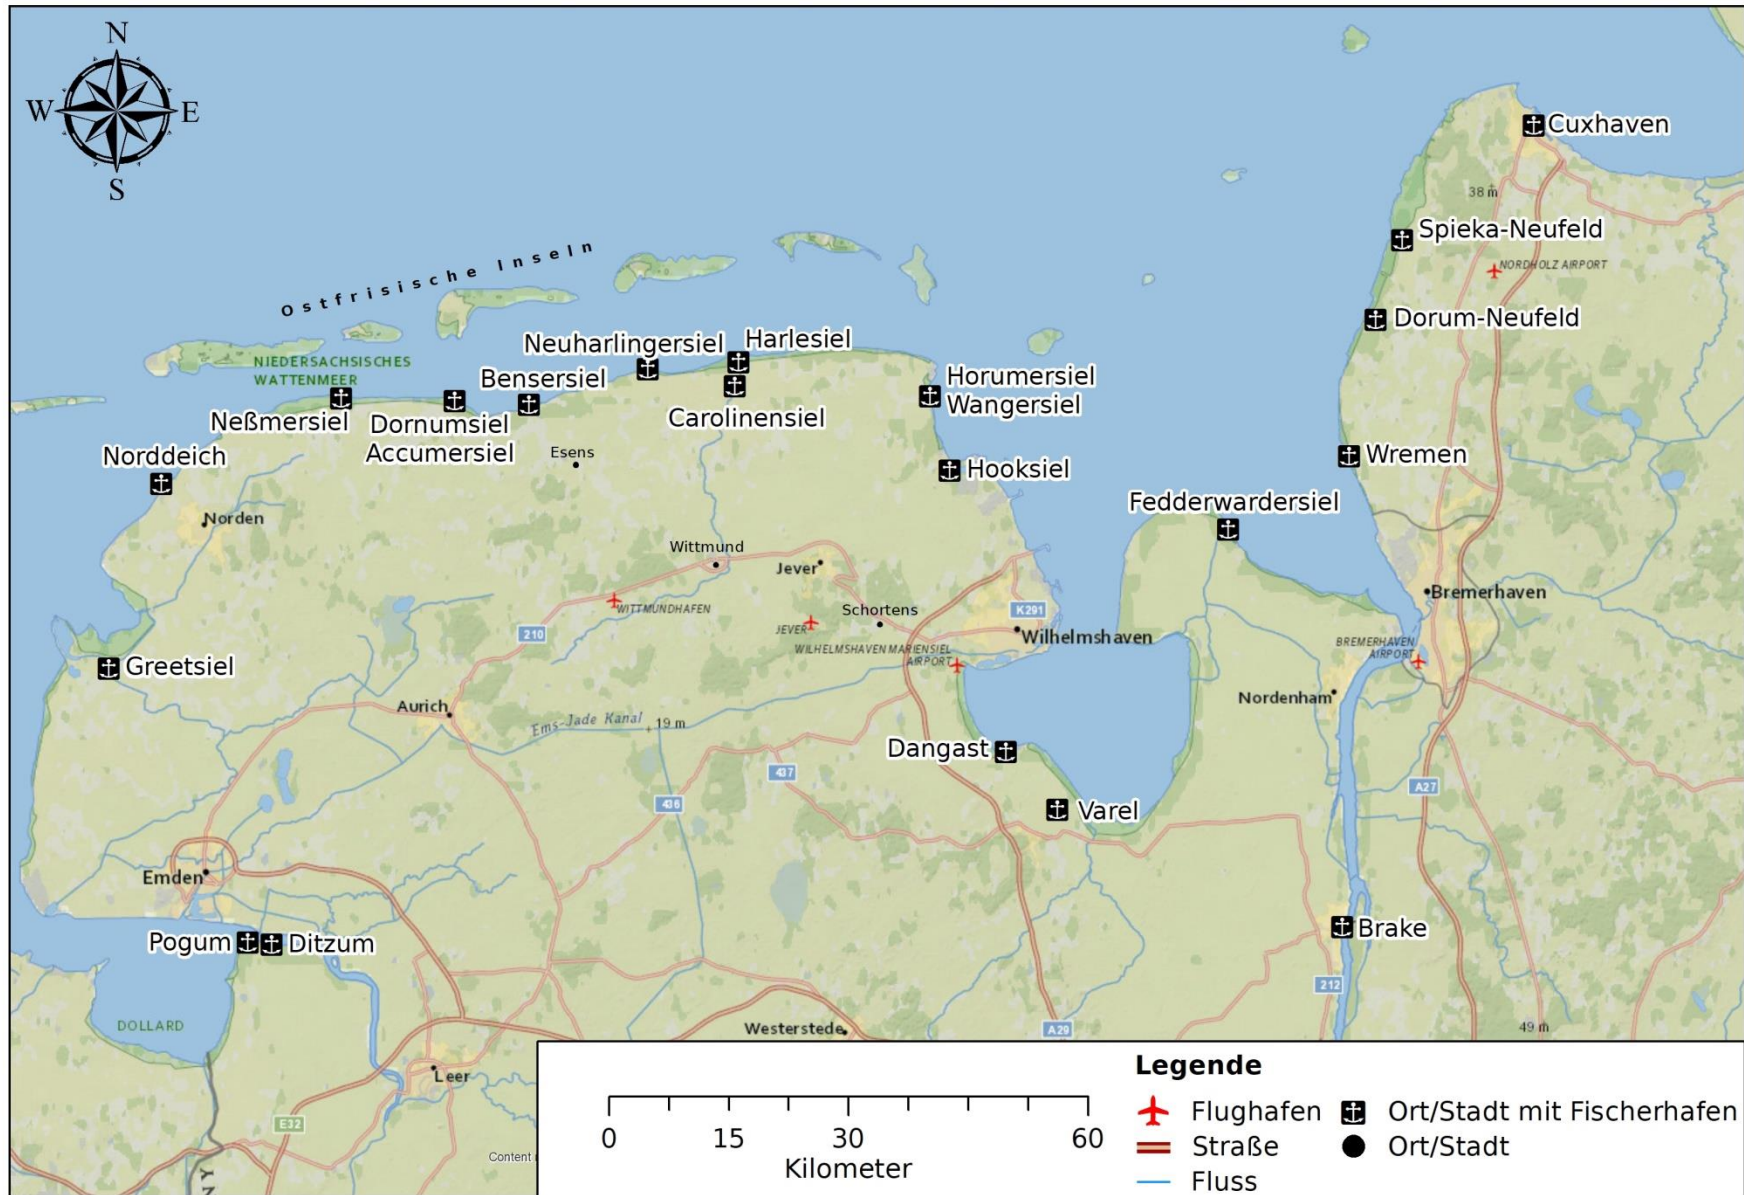 N
W E
S
Cuxhaven
38 m
Spieka-Neufeld
NORDHOLZ AIRPORT
Ostfrisische Inseln
Dorum-Neufeld
Neuharlingersiel
Harlesiel
NIEDERSACHSISCHES
WATTENMEER
Bensersiel
Horumersiel
Wangersiel
Carolinensiel
Neßmersiel
Dornumsiel
Accumersiel
Esens
Norddeich
Hooksiel
Wremen
Fedderwardersiel
Norden
Wittmund
Jever
Bremerhaven
WITTMUNDHAFEN
Schortens
K291
JEVER
210
Wilhelmshaven
WILHELMSHAVEN MARIENSIEL
AIRPORT
BREMERHAVEN
AIRPORT
Greetsiel
Nordenham
Aurich
Ems-Jade Kanal
19 m
Dangast
437
A27
436
Varel
Emden
Brake
Pogum
Ditzum
212
DOLLARD
Westerstede
A29
49 m
Leer
E32
NY
Content
0 15 30 60
Kilometer
Legende
Flughafen
Ort/Stadt mit Fischerhafen
Straße
Ort/Stadt
Fluss